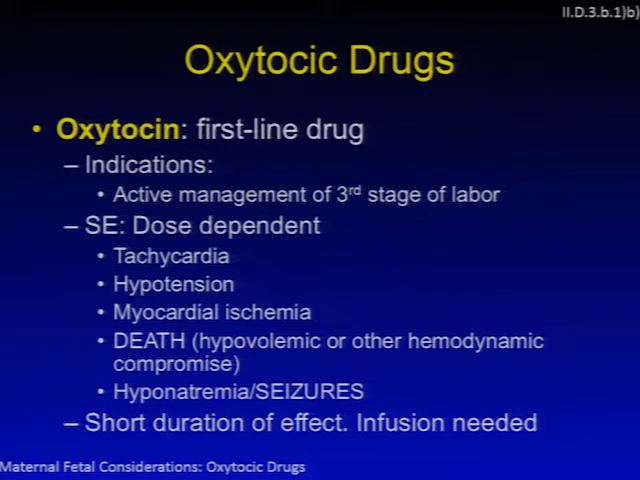 II.D.3.b.1)b)
Oxytocic Drugs
• Oxytocin: first-line drug
– Indications:
• Active management of 3rd stage of labor
– SE: Dose dependent
• Tachycardia
• Hypotension
• Myocardial ischemia
• DEATH (hypovolemic or other hemodynamic
compromise)
• Hyponatremia/SEIZURES
– Short duration of effect. Infusion needed
Maternal Fetal Considerations: Oxytocic Drugs